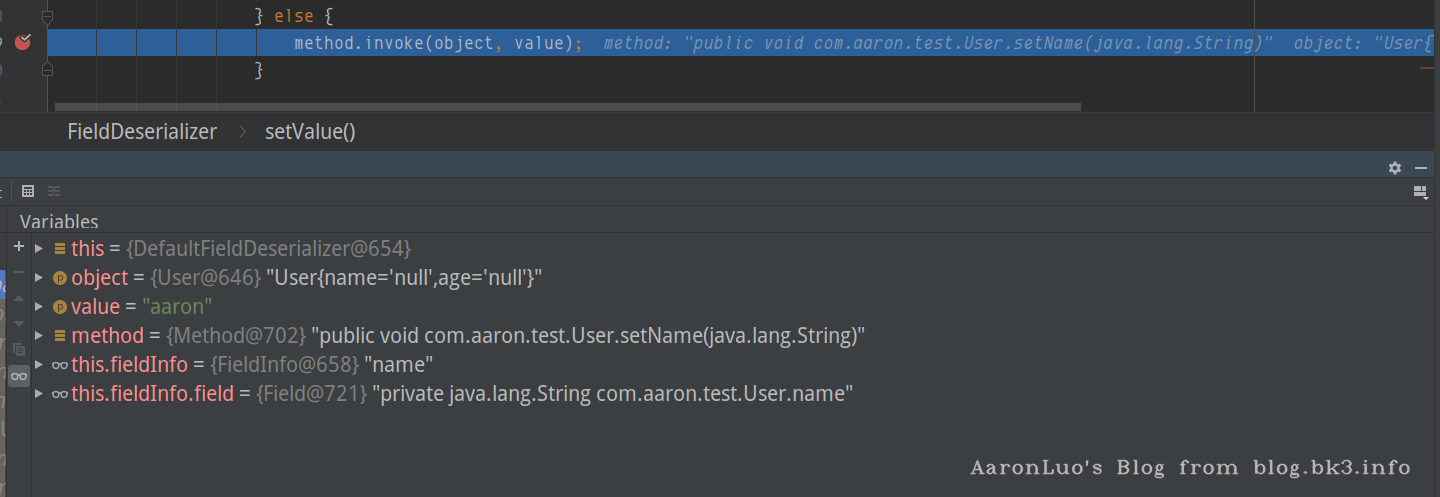 } else {
method.invoke(object, value); method: "public void com.aaron.test.User.setName(java.lang.String)" object: "User{
}
FieldDeserializer > setValue()
Variables
this = {DefaultFieldDeserializer@654}
object = {User@646} "User{name='null',age='null'}"
value = "aaron"
method = {Method@702} "public void com.aaron.test.User.setName(java.lang.String)"
this.fieldInfo = {FieldInfo@658} "name"
this.fieldInfo.field = {Field@721} "private java.lang.String com.aaron.test.User.name"
AaronLuo's Blog from blog.bk3.info